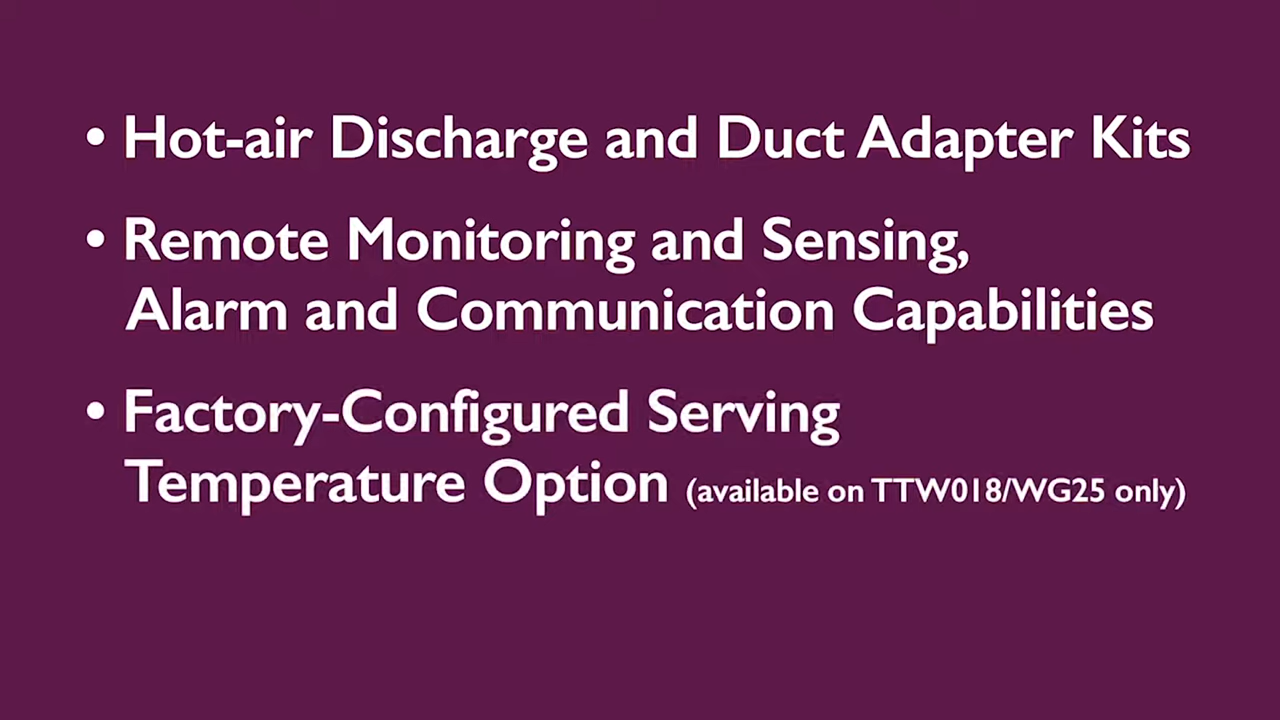 • Hot-air Discharge and Duct Adapter Kits
• Remote Monitoring and Sensing,
Alarm and Communication Capabilities
• Factory-Configured Serving
Temperature Option (available on TTW018/WG25 only)